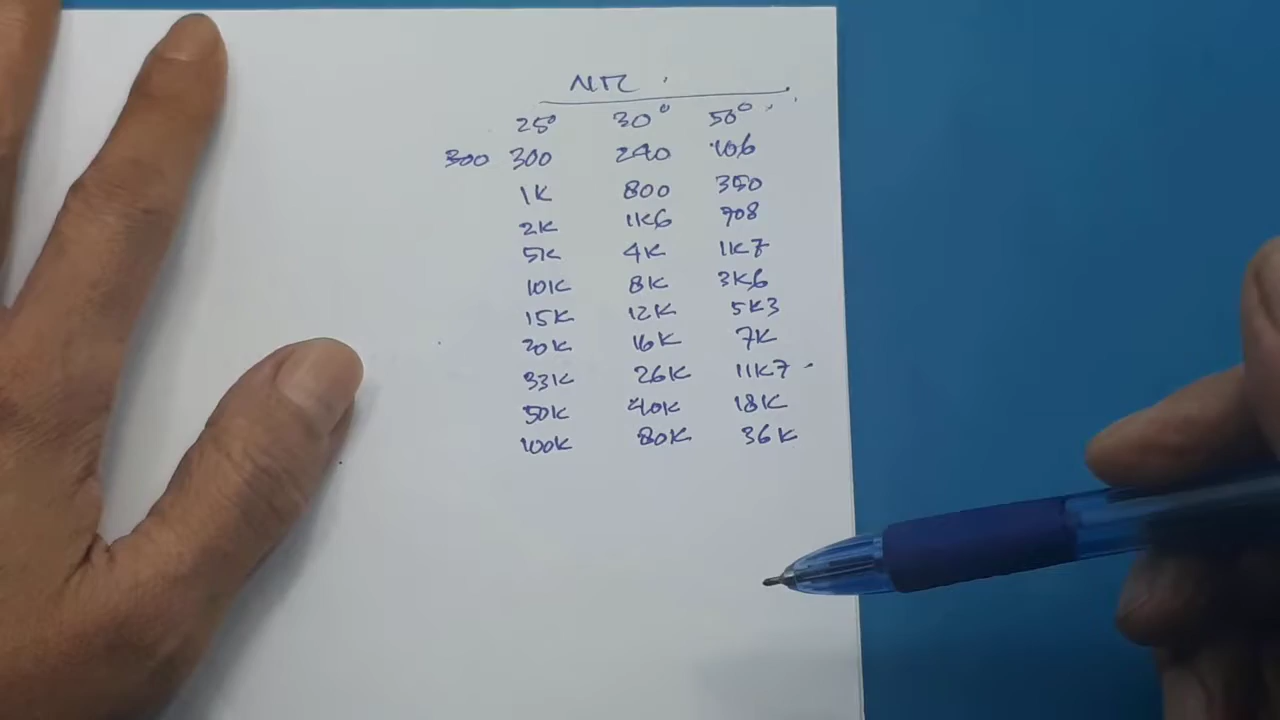 NTC
25° 30° 50°
300 300 240 106
1K 800 350
2K 1K6 708
5K 4K 1K7
10K 8K 3K6
15K 12K 5K3
20K 16K 7K
33K 26K 11K7
50K 40K 18K
100K 80K 36K